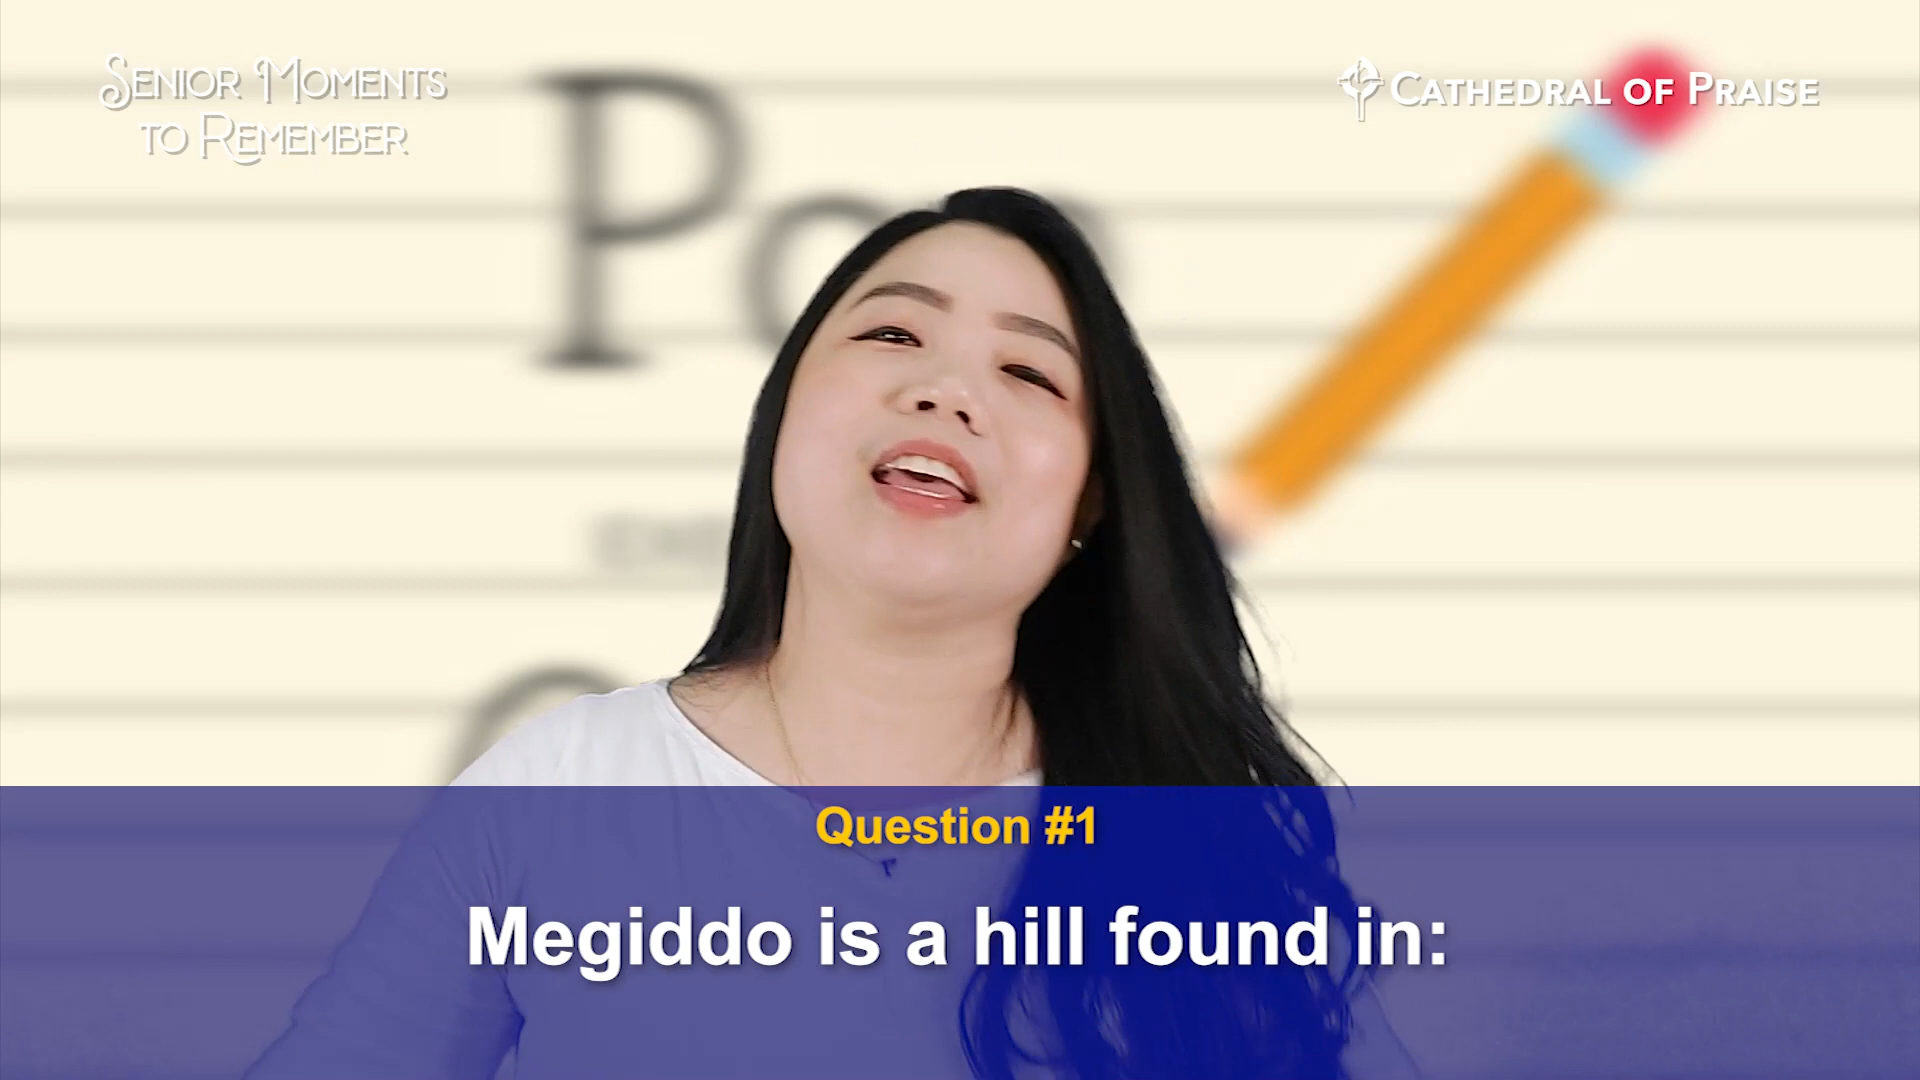 Senior Moments
to Remember
Cathedral of Praise
Question #1
Megiddo is a hill found in: